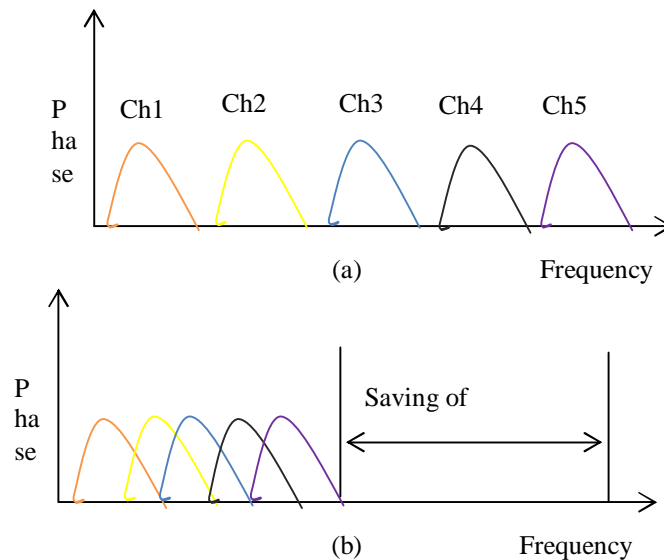 P
ha
se
Ch1
Ch2
Ch3
Ch4
Ch5
(a)
Frequency
P
ha
se
Saving of
(b)
Frequency